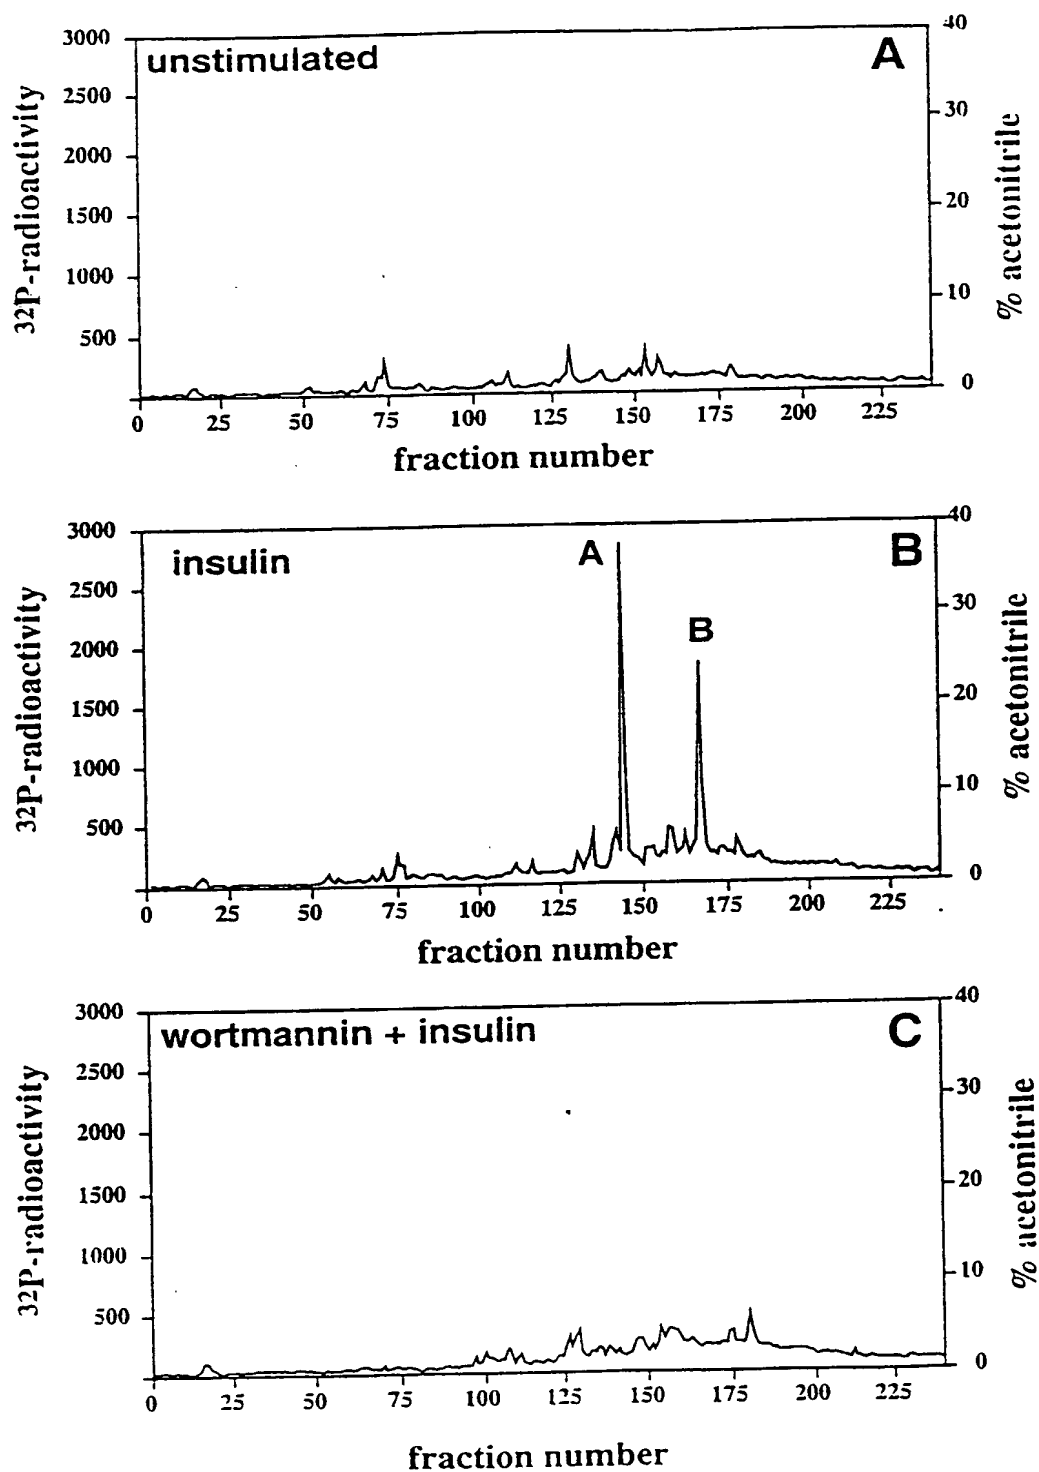 unstimulated
A
3000
2500
2000
1500
1000
500
40
30
20
10
0
0 25 50 75 100 125 150 175 200 225
32P-radioactivity
% acetonitrile
fraction number
insulin
A
B
B
3000
2500
2000
1500
1000
500
40
30
20
10
0
0 25 50 75 100 125 150 175 200 225
32P-radioactivity
% acetonitrile
fraction number
wortmannin + insulin
C
3000
2500
2000
1500
1000
500
40
30
20
10
0
0 25 50 75 100 125 150 175 200 225
32P-radioactivity
% acetonitrile
fraction number